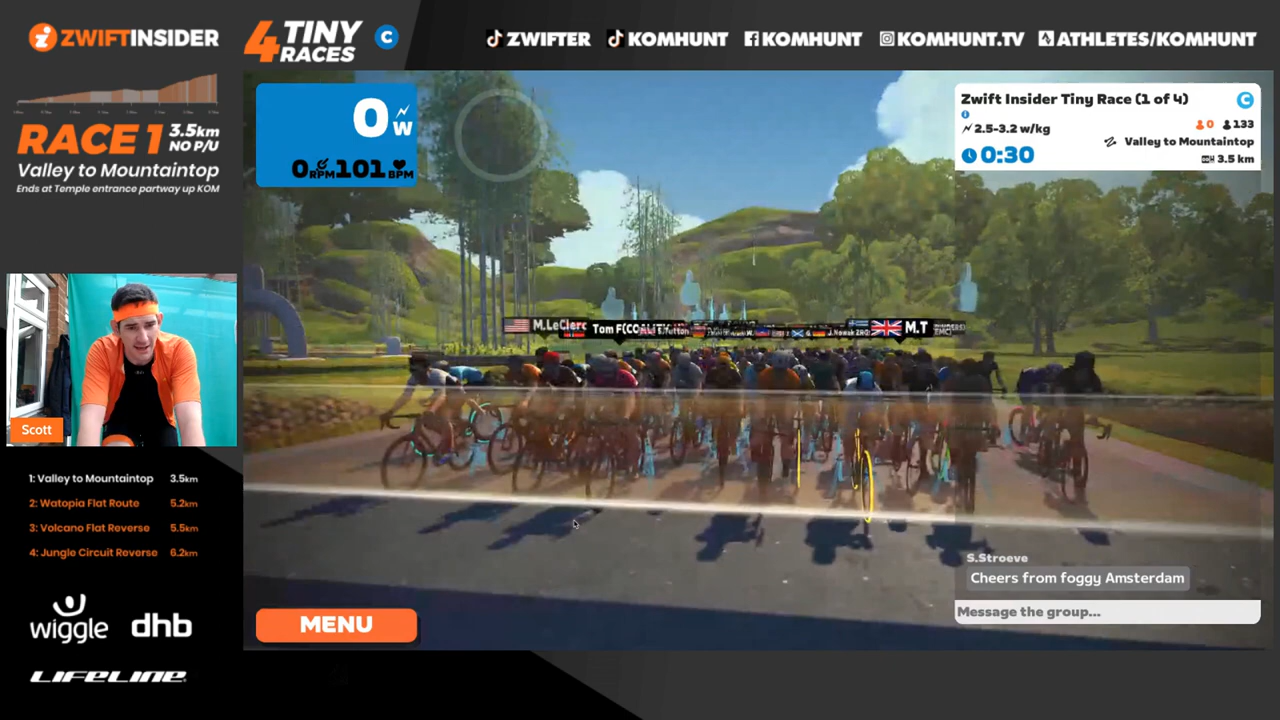 ZWIFTINSIDER
4 TINY RACES
C
ZWIFTER
KOMHUNT
KOMHUNT
KOMHUNT.TV
ATHLETES/KOMHUNT
RACE 1
3.5km
NO P/U
Valley to Mountaintop
Ends at Temple entrance partway up KOM
0 W
0 RPM 101 BPM
Zwift Insider Tiny Race (1 of 4)
C
0 133
2.5-3.2 w/kg
Valley to Mountaintop
0:30
3.5 km
M.LeClerc
Tom F(COALIT
M.T
Scott
1: Valley to Mountaintop 3.5km
2: Watopia Flat Route 5.2km
3: Volcano Flat Reverse 5.5km
4: Jungle Circuit Reverse 6.2km
S.Stroeve
Cheers from foggy Amsterdam
Message the group...
MENU
wiggle dhb
LIFELINE